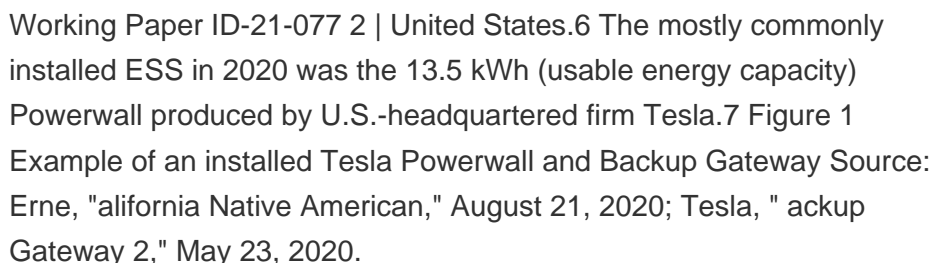 Working Paper ID-21-077 2 | United States.6 The mostly commonly
installed ESS in 2020 was the 13.5 kWh (usable energy capacity)
Powerwall produced by U.S.-headquartered firm Tesla.7 Figure 1
Example of an installed Tesla Powerwall and Backup Gateway Source:
Erne, "alifornia Native American," August 21, 2020; Tesla, " ackup
Gateway 2," May 23, 2020.